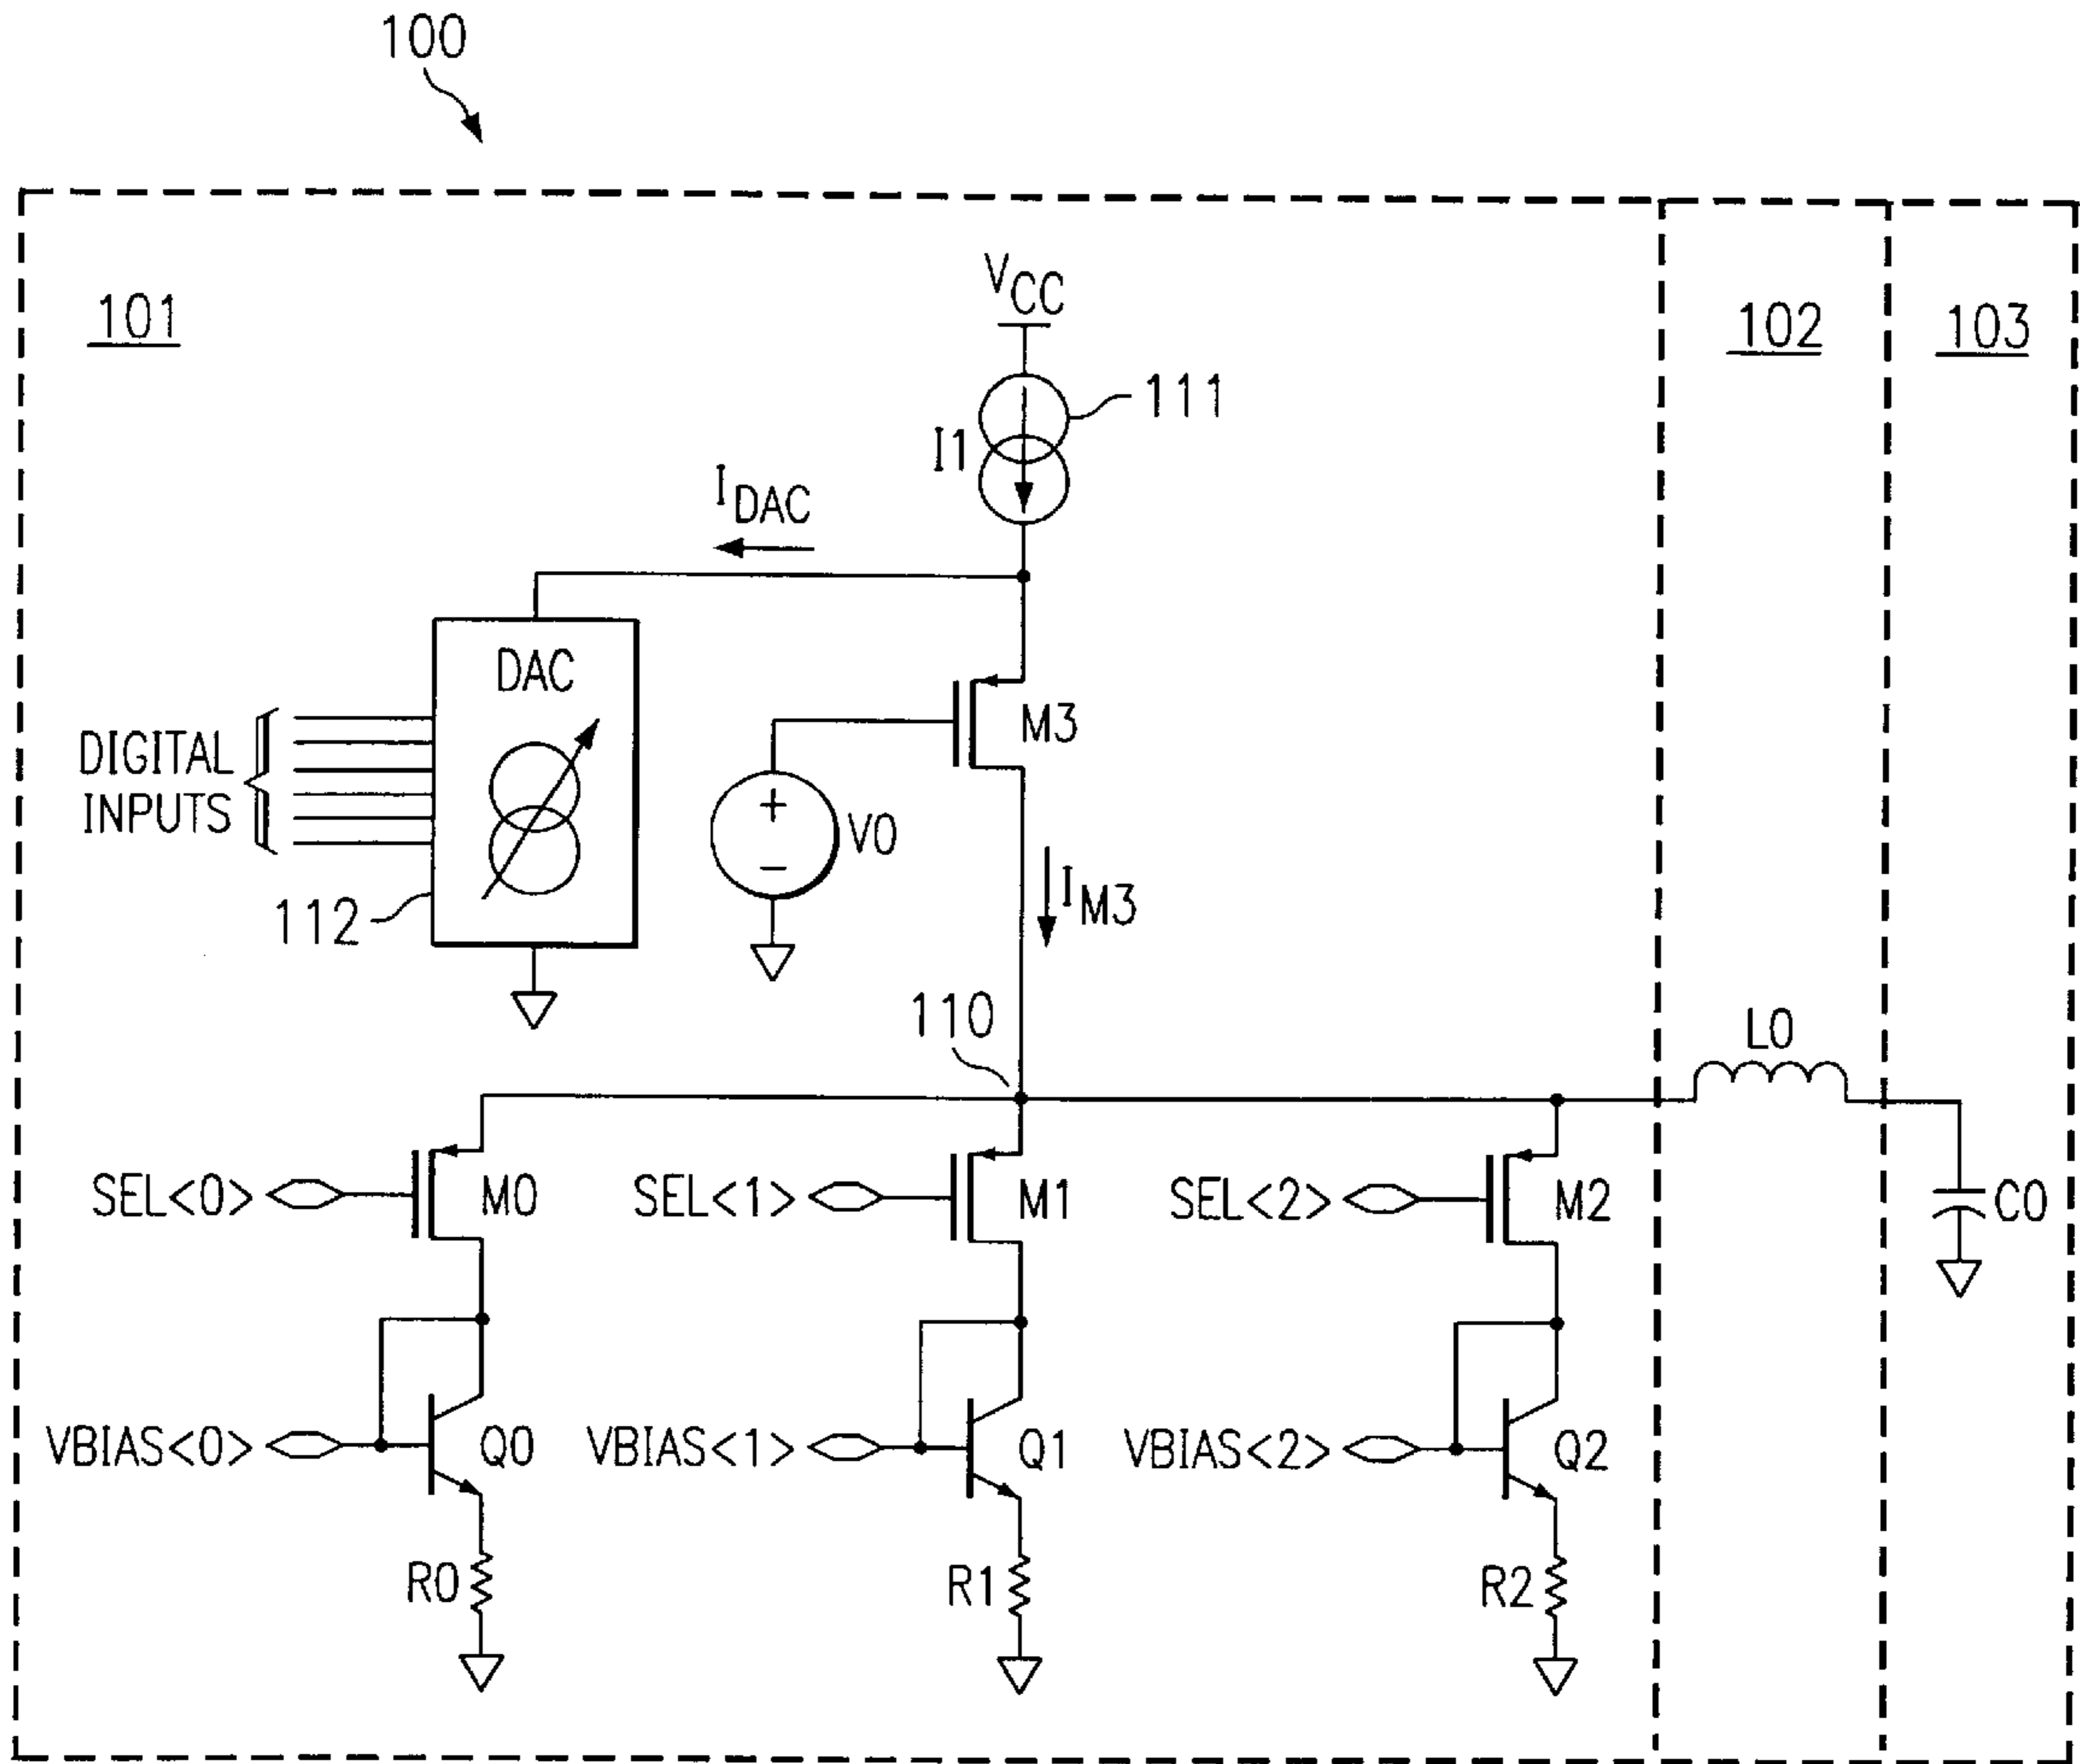 100
101
102
103
VCC
111
I1
IDAC
DAC
M3
DIGITAL
INPUTS
+
−
V0
112
IM3
110
L0
SEL<0>
M0
SEL<1>
M1
SEL<2>
M2
C0
VBIAS<0>
Q0
VBIAS<1>
Q1
VBIAS<2>
Q2
R0
R1
R2